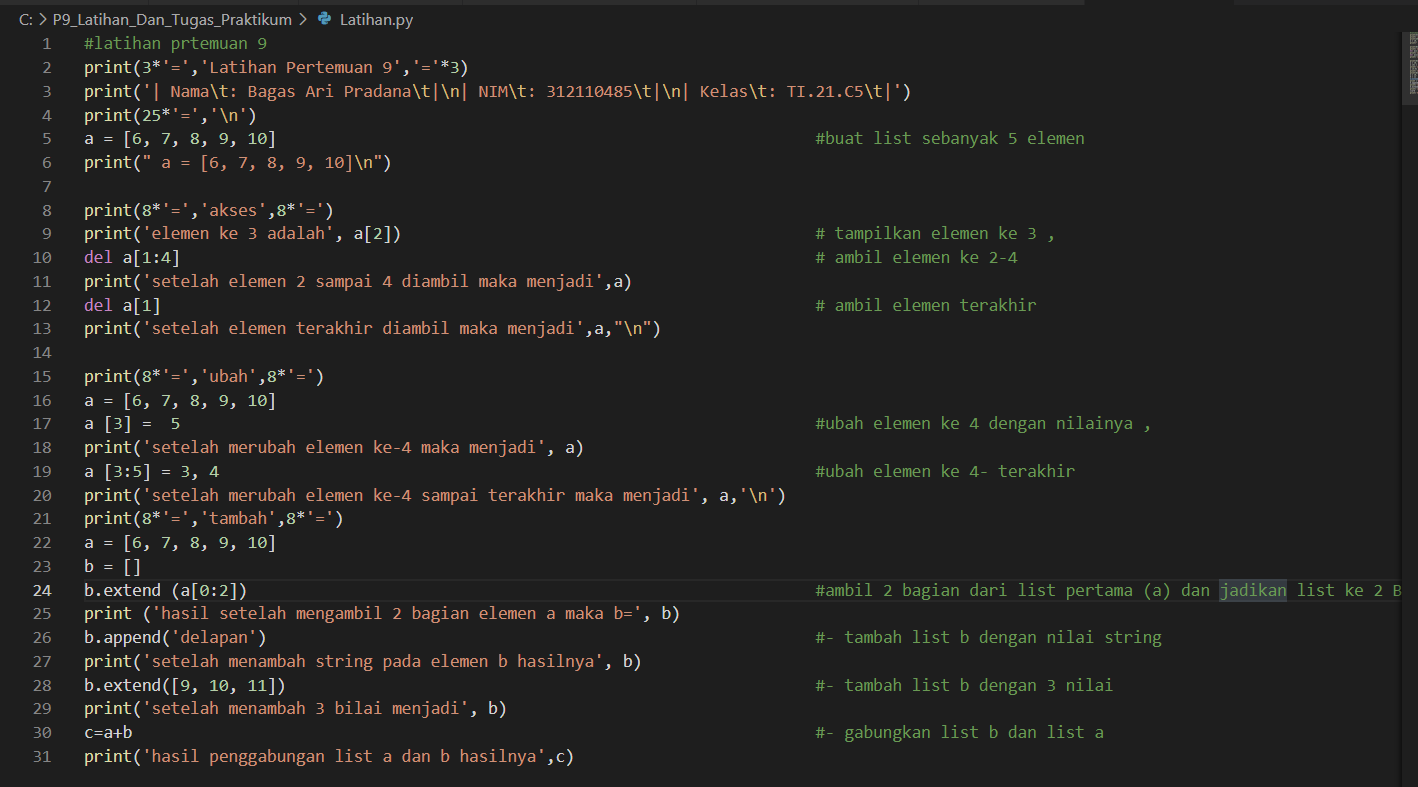 C: > P9_Latihan_Dan_Tugas_Praktikum > Latihan.py
1 #latihan prtemuan 9
2 print(3*'=','Latihan Pertemuan 9','='*3)
3 print('| Nama\t: Bagas Ari Pradana\t|\n| NIM\t: 312110485\t|\n| Kelas\t: TI.21.C5\t|')
4 print(25*'=','\n')
5 a = [6, 7, 8, 9, 10] #buat list sebanyak 5 elemen
6 print(" a = [6, 7, 8, 9, 10]\n")
7
8 print(8*'=','akses',8*'=')
9 print('elemen ke 3 adalah', a[2]) # tampilkan elemen ke 3 ,
10 del a[1:4] # ambil elemen ke 2-4
11 print('setelah elemen 2 sampai 4 diambil maka menjadi',a)
12 del a[1] # ambil elemen terakhir
13 print('setelah elemen terakhir diambil maka menjadi',a,"\n")
14
15 print(8*'=','ubah',8*'=')
16 a = [6, 7, 8, 9, 10]
17 a [3] =  5 #ubah elemen ke 4 dengan nilainya ,
18 print('setelah merubah elemen ke-4 maka menjadi', a)
19 a [3:5] = 3, 4 #ubah elemen ke 4- terakhir
20 print('setelah merubah elemen ke-4 sampai terakhir maka menjadi', a,'\n')
21 print(8*'=','tambah',8*'=')
22 a = [6, 7, 8, 9, 10]
23 b = []
24 b.extend (a[0:2]) #ambil 2 bagian dari list pertama (a) dan jadikan list ke 2 B
25 print ('hasil setelah mengambil 2 bagian elemen a maka b=', b)
26 b.append('delapan') #- tambah list b dengan nilai string
27 print('setelah menambah string pada elemen b hasilnya', b)
28 b.extend([9, 10, 11]) #- tambah list b dengan 3 nilai
29 print('setelah menambah 3 bilai menjadi', b)
30 c=a+b #- gabungkan list b dan list a
31 print('hasil penggabungan list a dan b hasilnya',c)